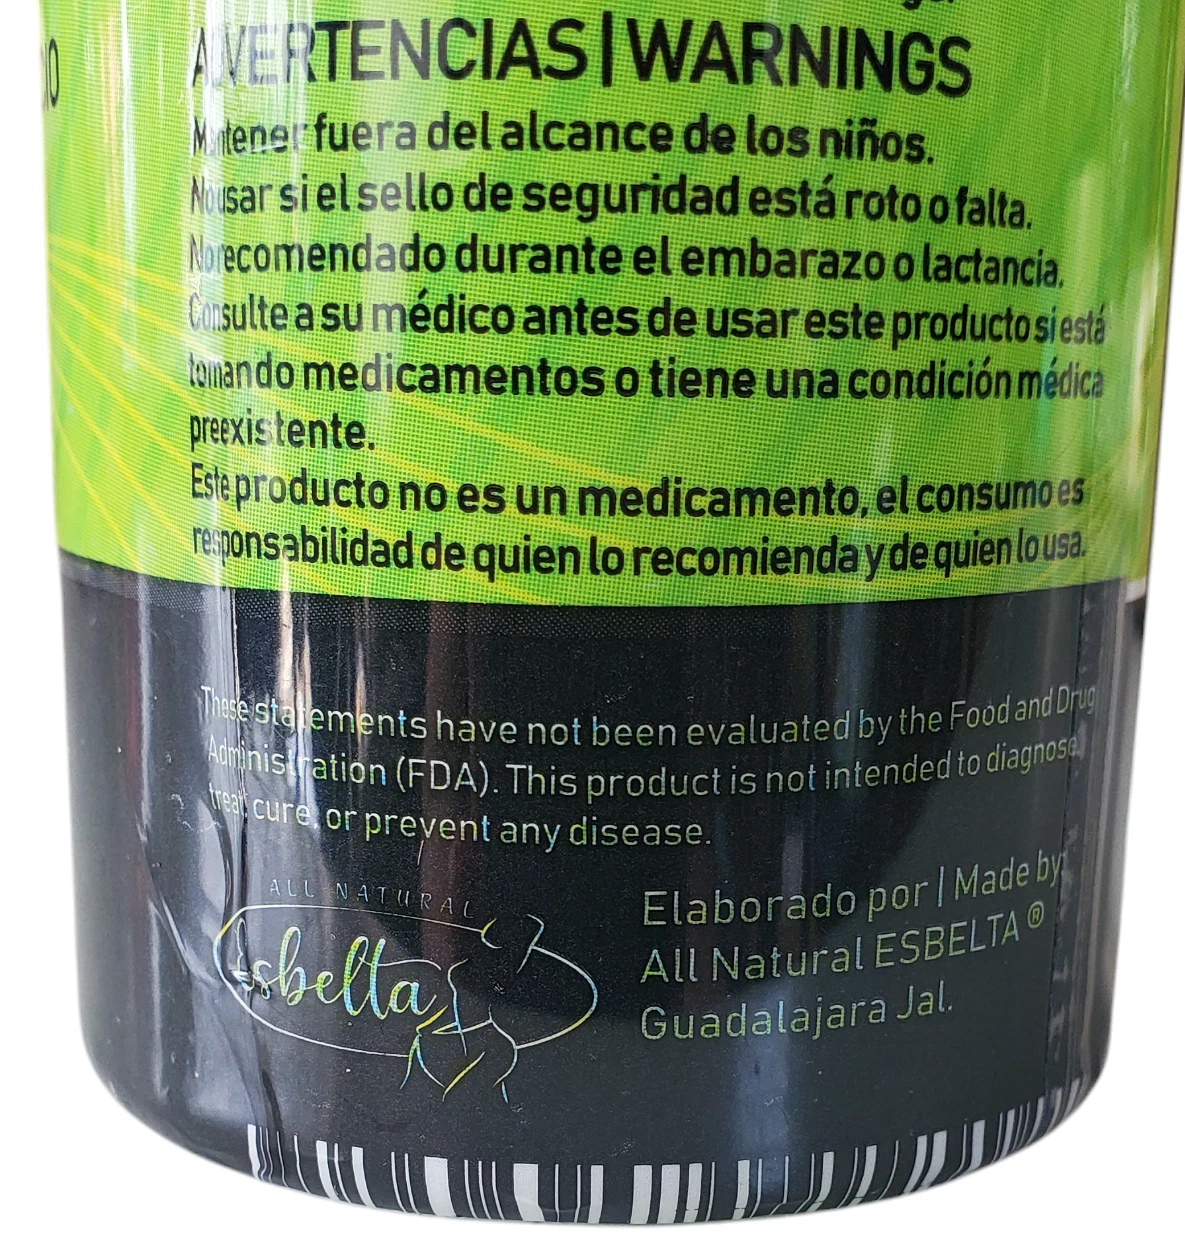 ADVERTENCIAS|WARNINGS
Mantener fuera del alcance de los niños.
No usar si el sello de seguridad está roto o falta.
No recomendado durante el embarazo o lactancia.
Consulte a su médico antes de usar este producto si está
tomando medicamentos o tiene una condición médica
preexistente.
Este producto no es un medicamento, el consumo es
responsabilidad de quien lo recomienda y de quien lo usa.
These statements have not been evaluated by the Food and Drug
Administration (FDA). This product is not intended to diagnose,
treat, cure, or prevent any disease.
ALL NATURAL
Esbelta
Elaborado por | Made by:
All Natural ESBELTA ®
Guadalajara Jal.